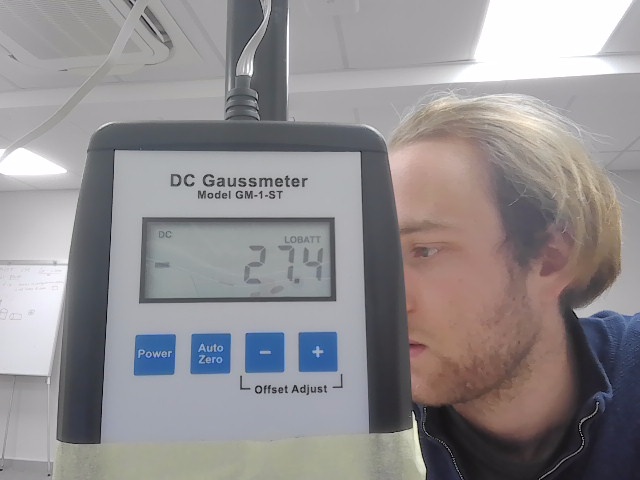 DC Gaussmeter
Model GM-1-ST
DC
LOBATT
- 27.4
Power
Auto
Zero
-
+
Offset Adjust